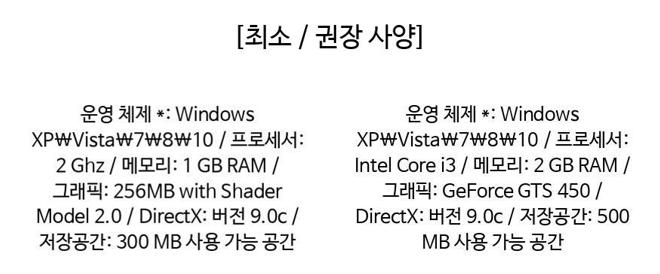 [최소 / 권장 사양]
운영 체제 *: Windows
XP₩Vista₩7₩8₩10 / 프로세서:
2 Ghz / 메모리: 1 GB RAM /
그래픽: 256MB with Shader
Model 2.0 / DirectX: 버전 9.0c /
저장공간: 300 MB 사용 가능 공간
운영 체제 *: Windows
XP₩Vista₩7₩8₩10 / 프로세서:
Intel Core i3 / 메모리: 2 GB RAM /
그래픽: GeForce GTS 450 /
DirectX: 버전 9.0c / 저장공간: 500
MB 사용 가능 공간